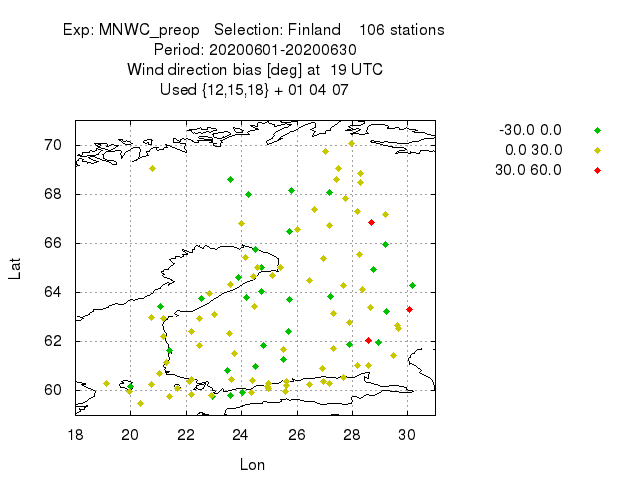 Exp: MNWC_preop Selection: Finland 106 stations
Period: 20200601-20200630
Wind direction bias [deg] at 19 UTC
Used {12,15,18} + 01 04 07
-30.0 0.0
0.0 30.0
30.0 60.0
70
68
66
64
62
60
Lat
18 20 22 24 26 28 30
Lon